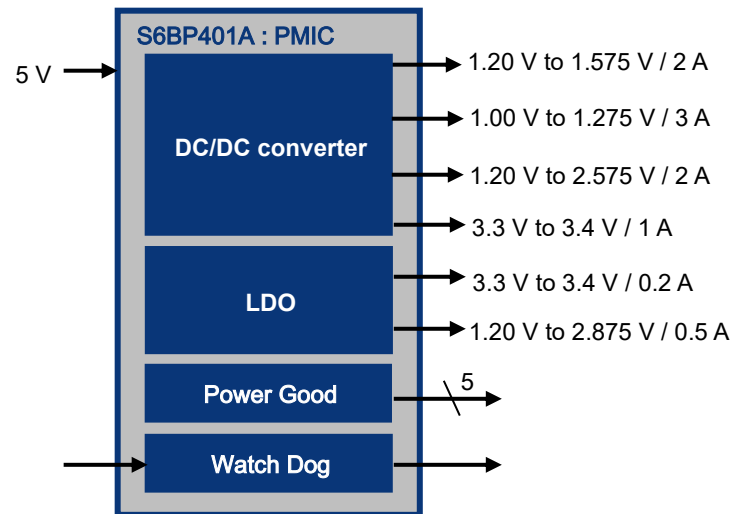 S6BP401A : PMIC
5 V
DC/DC converter
1.20 V to 1.575 V / 2 A
1.00 V to 1.275 V / 3 A
1.20 V to 2.575 V / 2 A
3.3 V to 3.4 V / 1 A
LDO
3.3 V to 3.4 V / 0.2 A
1.20 V to 2.875 V / 0.5 A
Power Good
5
Watch Dog